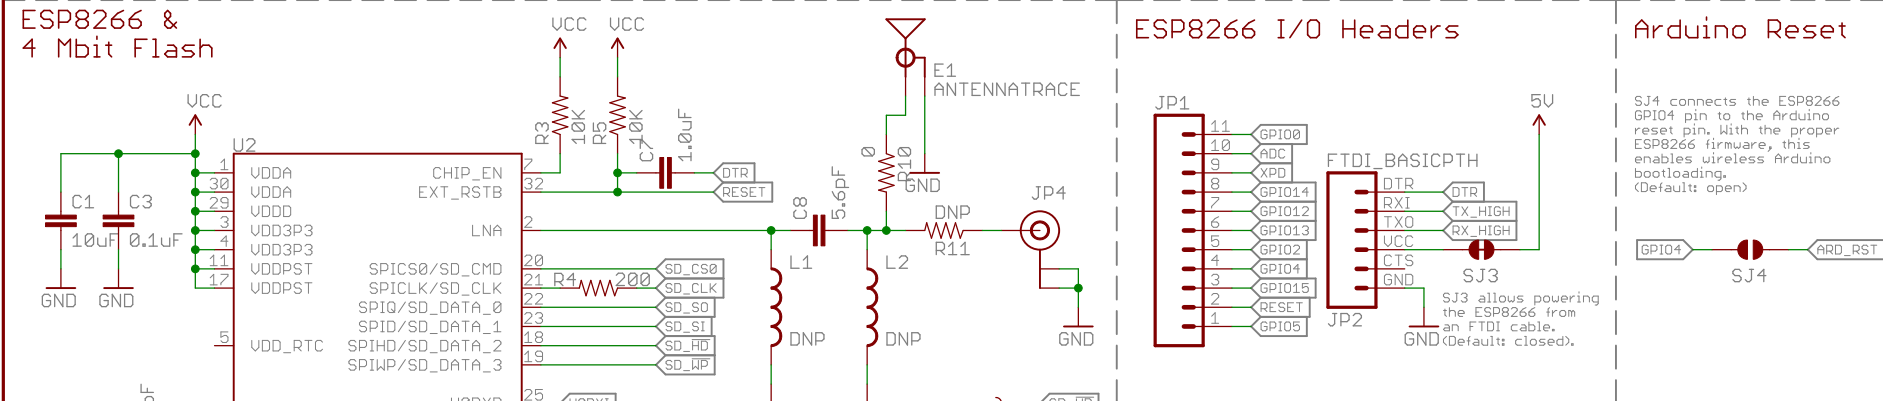 ESP8266 &
4 Mbit Flash
VCC
VCC
VCC
E1
ANTENNATRACE
R3
10K
R5
10K
C7
1.0uF
DTR
RESET
0
R10
GND
U2
1
VDDA
30
VDDA
29
VDDD
3
VDD3P3
4
VDD3P3
11
VDDPST
17
VDDPST
5
VDD_RTC
C1
10uF
C3
0.1uF
GND
GND
CHIP_EN
7
EXT_RSTB
32
LNA
2
SPICS0/SD_CMD
20
SD_CS0
SPICLK/SD_CLK
21
R4
200
SD_CLK
SPIQ/SD_DATA_0
22
SD_SO
SPID/SD_DATA_1
23
SD_SI
SPIHD/SD_DATA_2
18
SD_HD
SPIWP/SD_DATA_3
19
SD_WP
25
C8
5.6pF
L1
DNP
L2
DNP
DNP
R11
JP4
GND
ESP8266 I/O Headers
JP1
11
GPIO0
10
ADC
9
XPD
8
GPIO14
7
GPIO12
6
GPIO13
5
GPIO2
4
GPIO4
3
GPIO15
2
RESET
1
GPIO5
FTDI_BASICPTH
DTR
DTR
RXI
TX_HIGH
TXO
RX_HIGH
VCC
CTS
GND
JP2
5V
SJ3
GND
SJ3 allows powering
the ESP8266 from
an FTDI cable.
(Default: closed).
Arduino Reset
SJ4 connects the ESP8266
GPIO4 pin to the Arduino
reset pin. With the proper
ESP8266 firmware, this
enables wireless Arduino
bootloading.
(Default: open)
GPIO4
SJ4
ARD_RST